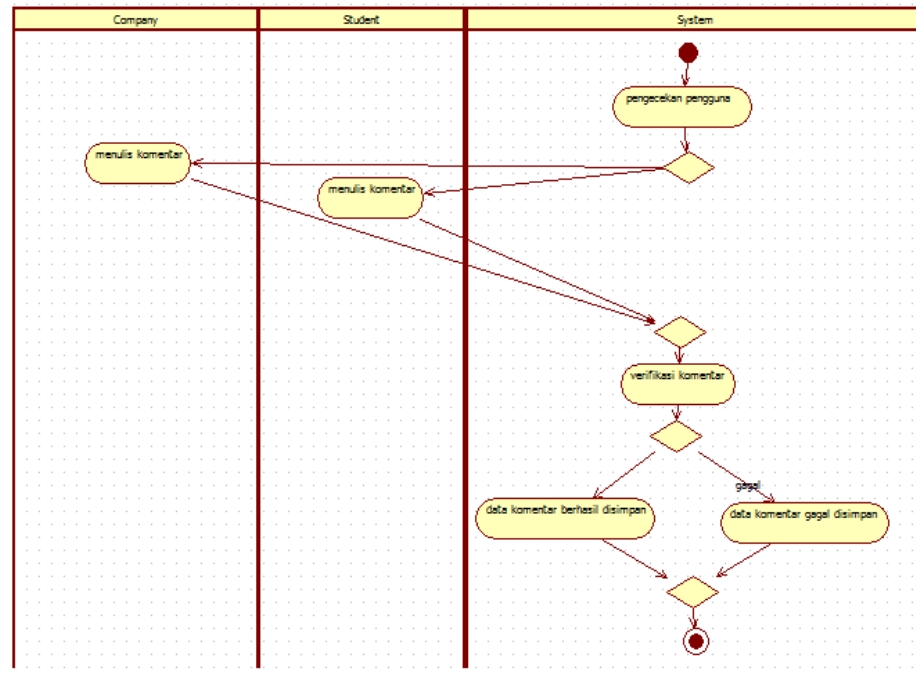 Company
Student
System
pengecekan pengguna
menulis komentar
menulis komentar
verifikasi komentar
gagal
data komentar berhasil disimpan
data komentar gagal disimpan